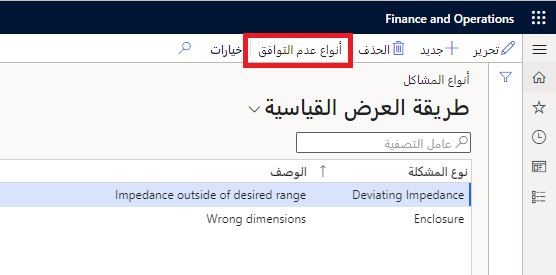 Finance and Operations
تحرير جديد الحذف أنواع عدم التوافق خيارات
أنواع المشاكل
طريقة العرض القياسية
عامل التصفية
نوع المشكلة الوصف
Deviating Impedance Impedance outside of desired range
Enclosure Wrong dimensions